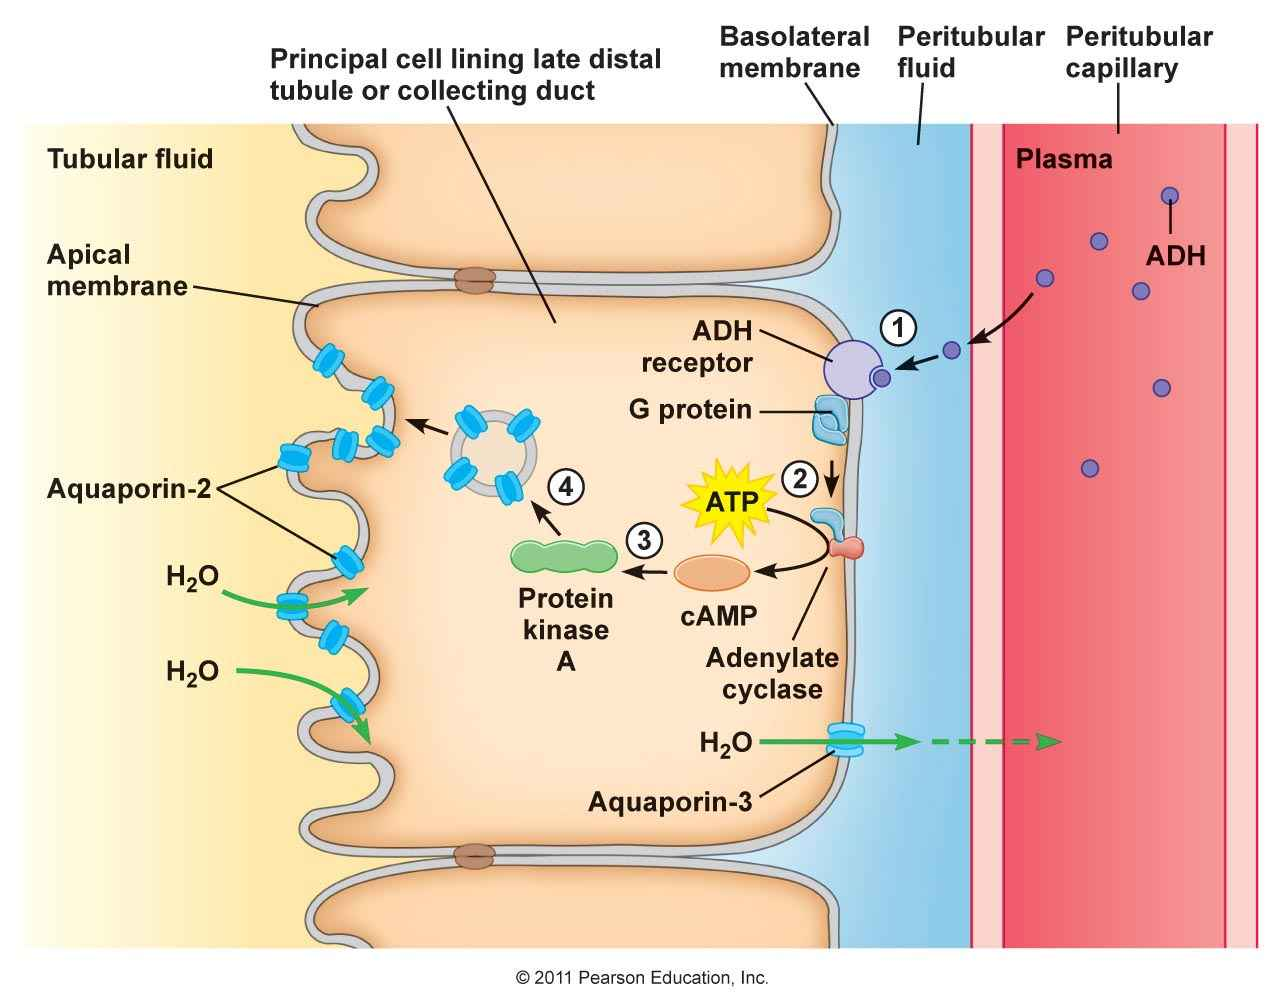 Principal cell lining late distal
tubule or collecting duct
Basolateral
membrane
Peritubular
fluid
Peritubular
capillary
Tubular fluid
Plasma
ADH
Apical
membrane
1
ADH
receptor
G protein
2
ATP
4
3
Aquaporin-2
H₂O
Protein
kinase
A
cAMP
Adenylate
cyclase
H₂O
H₂O
Aquaporin-3
© 2011 Pearson Education, Inc.